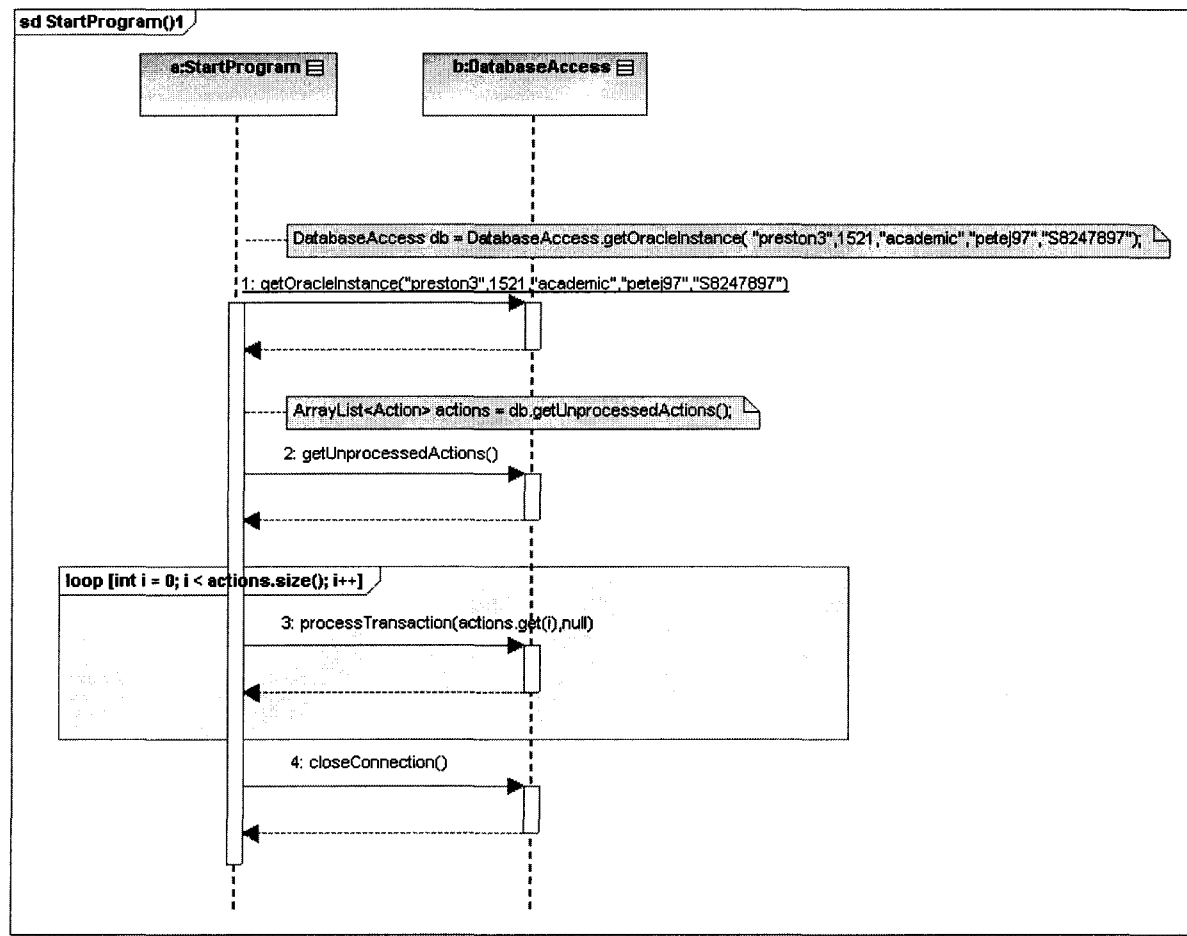 sd StartProgram()1
a:StartProgram
b:DatabaseAccess
DatabaseAccess db = DatabaseAccess.getOracleInstance( "preston3",1521,"academic","petej97","S8247897");
1: getOracleInstance("preston3",1521,"academic","petej97","S8247897")
ArrayList<Action> actions = db.getUnprocessedActions();
2: getUnprocessedActions()
loop [int i = 0; i < actions.size(); i++]
3: processTransaction(actions.get(i),null)
4: closeConnection()